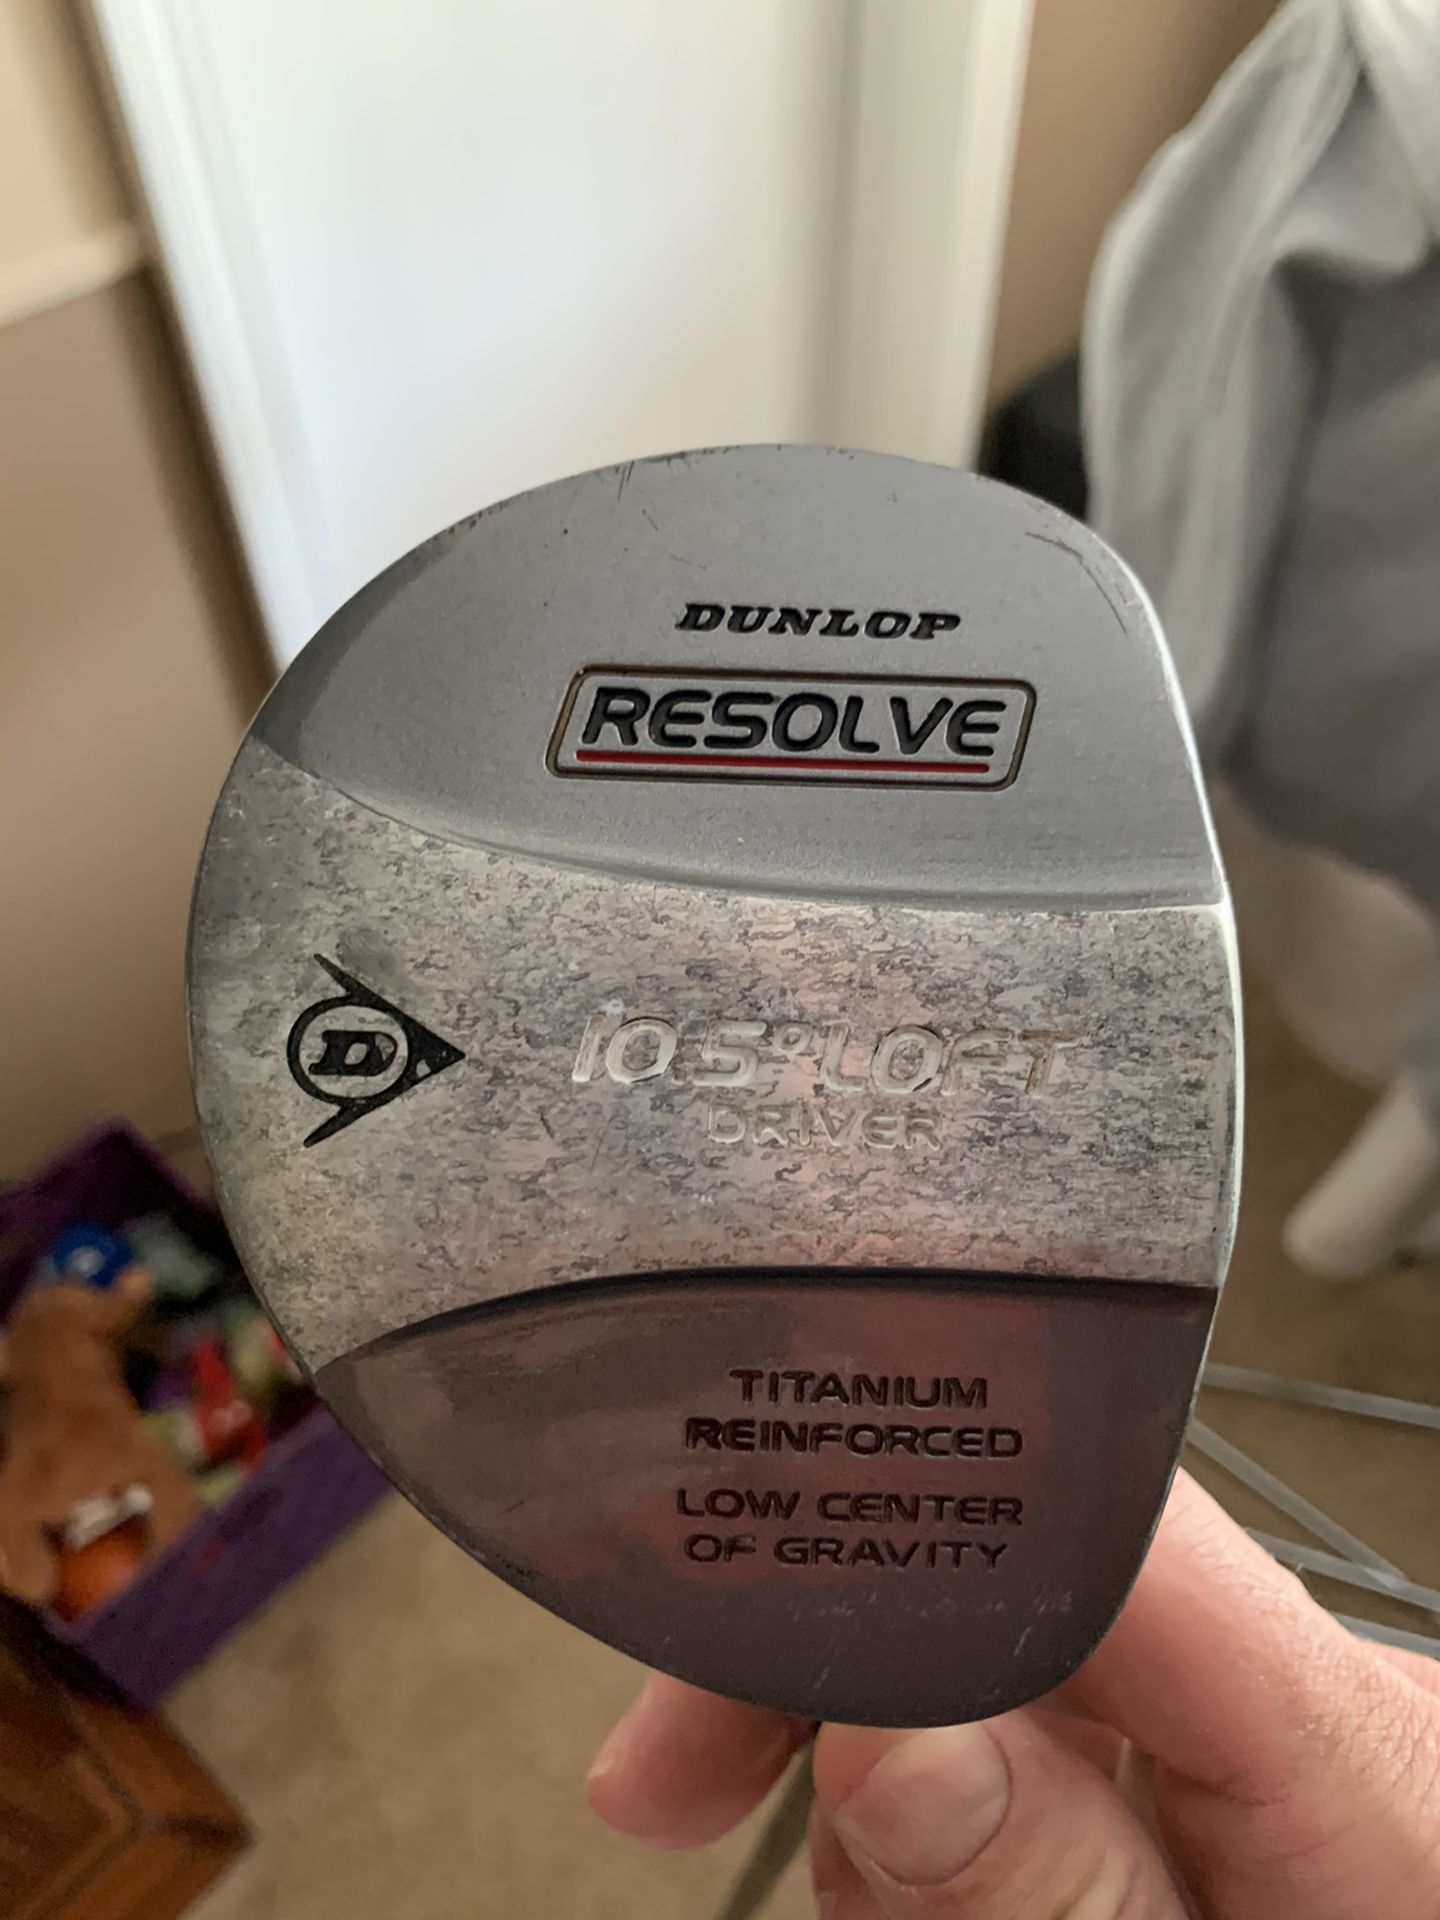 DUNLOP
RESOLVE
D
10.5° LOFT
DRIVER
TITANIUM
REINFORCED
LOW CENTER
OF GRAVITY